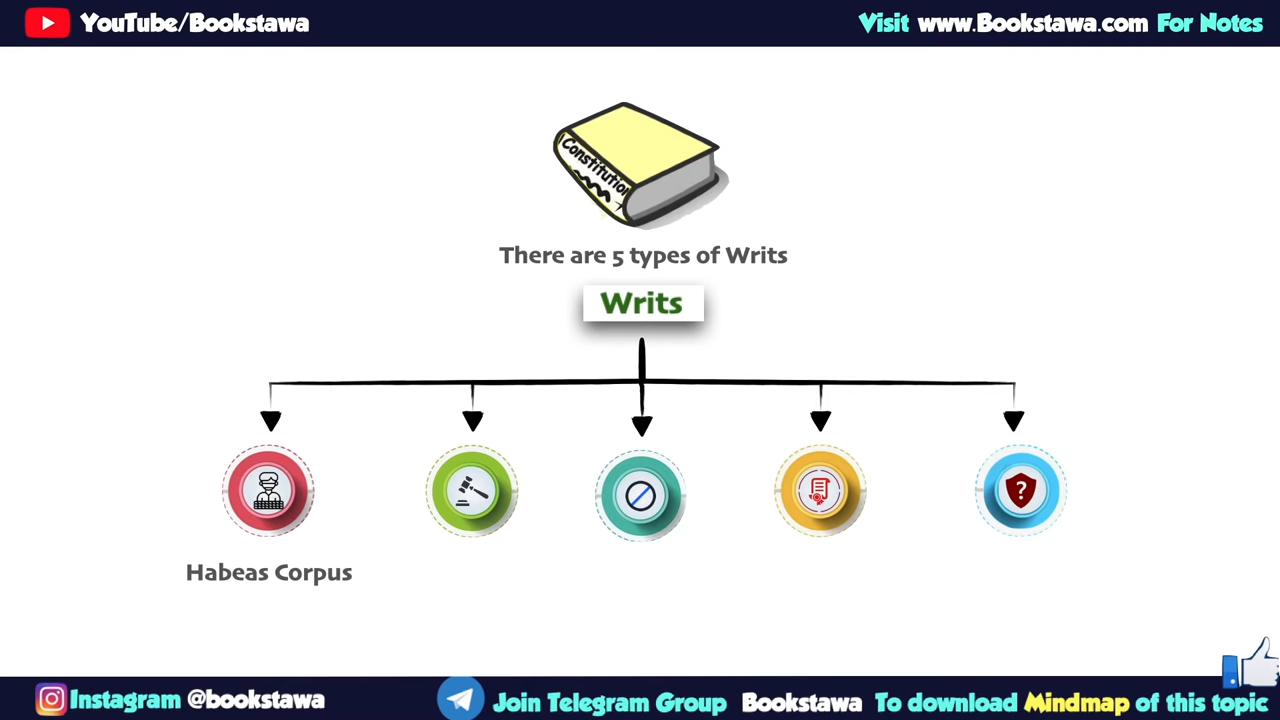 YouTube/Bookstawa
Visit www.Bookstawa.com For Notes
Constitution
There are 5 types of Writs
Writs
?
Habeas Corpus
Instagram @bookstawa
Join Telegram Group Bookstawa To download Mindmap of this topic